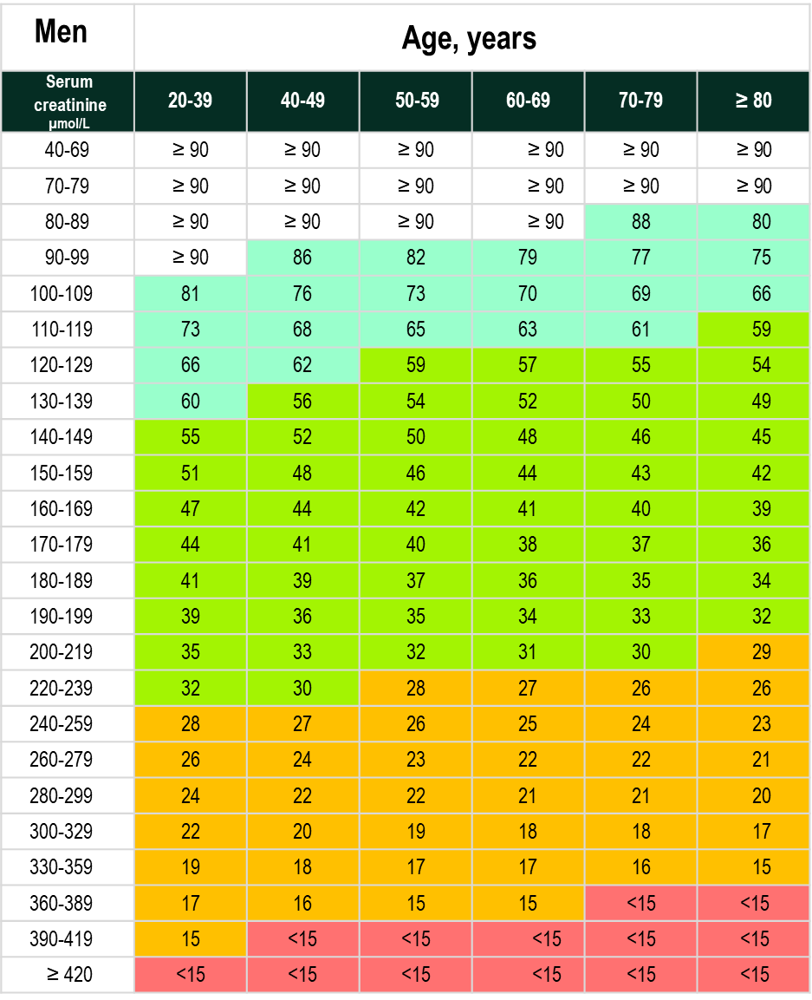 Men Age, years
Serum
creatinine
µmol/L
20-39 40-49 50-59 60-69 70-79 ≥ 80
40-69 ≥ 90 ≥ 90 ≥ 90 ≥ 90 ≥ 90 ≥ 90
70-79 ≥ 90 ≥ 90 ≥ 90 ≥ 90 ≥ 90 ≥ 90
80-89 ≥ 90 ≥ 90 ≥ 90 ≥ 90 88 80
90-99 ≥ 90 86 82 79 77 75
100-109 81 76 73 70 69 66
110-119 73 68 65 63 61 59
120-129 66 62 59 57 55 54
130-139 60 56 54 52 50 49
140-149 55 52 50 48 46 45
150-159 51 48 46 44 43 42
160-169 47 44 42 41 40 39
170-179 44 41 40 38 37 36
180-189 41 39 37 36 35 34
190-199 39 36 35 34 33 32
200-219 35 33 32 31 30 29
220-239 32 30 28 27 26 26
240-259 28 27 26 25 24 23
260-279 26 24 23 22 22 21
280-299 24 22 22 21 21 20
300-329 22 20 19 18 18 17
330-359 19 18 17 17 16 15
360-389 17 16 15 15 <15 <15
390-419 15 <15 <15 <15 <15 <15
≥ 420 <15 <15 <15 <15 <15 <15